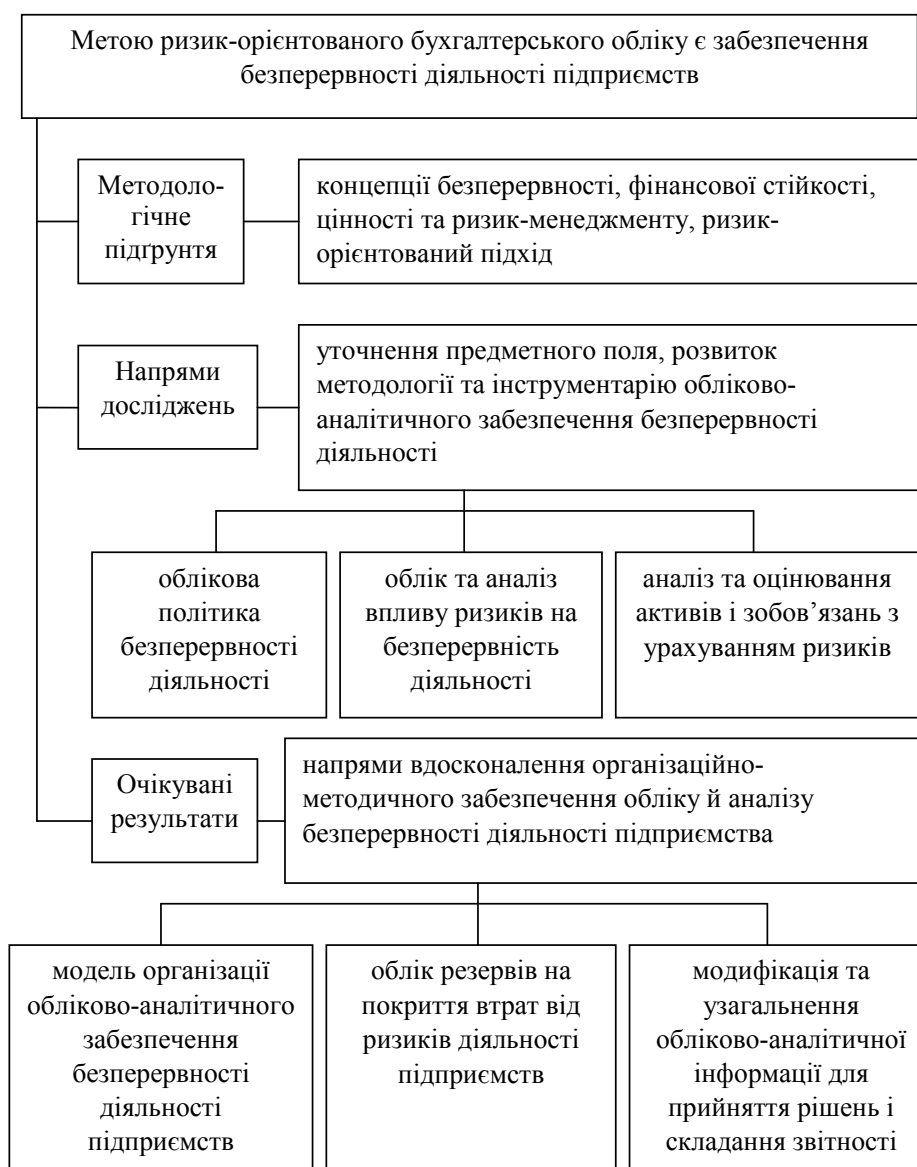 Метою ризик-орієнтованого бухгалтерського обліку є забезпечення
безперервності діяльності підприємств
Методоло-
гічне
підґрунтя
концепції безперервності, фінансової стійкості,
цінності та ризик-менеджменту, ризик-
орієнтований підхід
Напрями
досліджень
уточнення предметного поля, розвиток
методології та інструментарію обліково-
аналітичного забезпечення безперервності
діяльності
облікова
політика
безперервності
діяльності
облік та аналіз
впливу ризиків на
безперервність
діяльності
аналіз та оцінювання
активів і зобов’язань з
урахуванням ризиків
Очікувані
результати
напрями вдосконалення організаційно-
методичного забезпечення обліку й аналізу
безперервності діяльності підприємства
модель організації
обліково-аналітичного
забезпечення
безперервності
діяльності
підприємств
облік резервів на
покриття втрат від
ризиків діяльності
підприємств
модифікація та
узагальнення
обліково-аналітичної
інформації для
прийняття рішень і
складання звітності